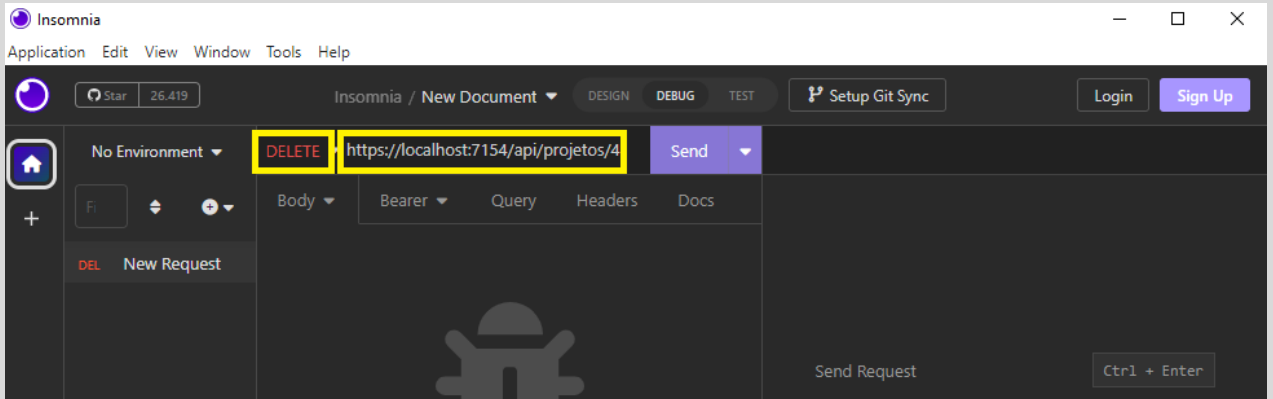 Insomnia
Application Edit View Window Tools Help
Star 26.419 Insomnia / New Document DESIGN DEBUG TEST Setup Git Sync Login Sign Up
No Environment DELETE https://localhost:7154/api/projetos/4 Send
Fi Body Bearer Query Headers Docs
DEL New Request
Send Request Ctrl + Enter